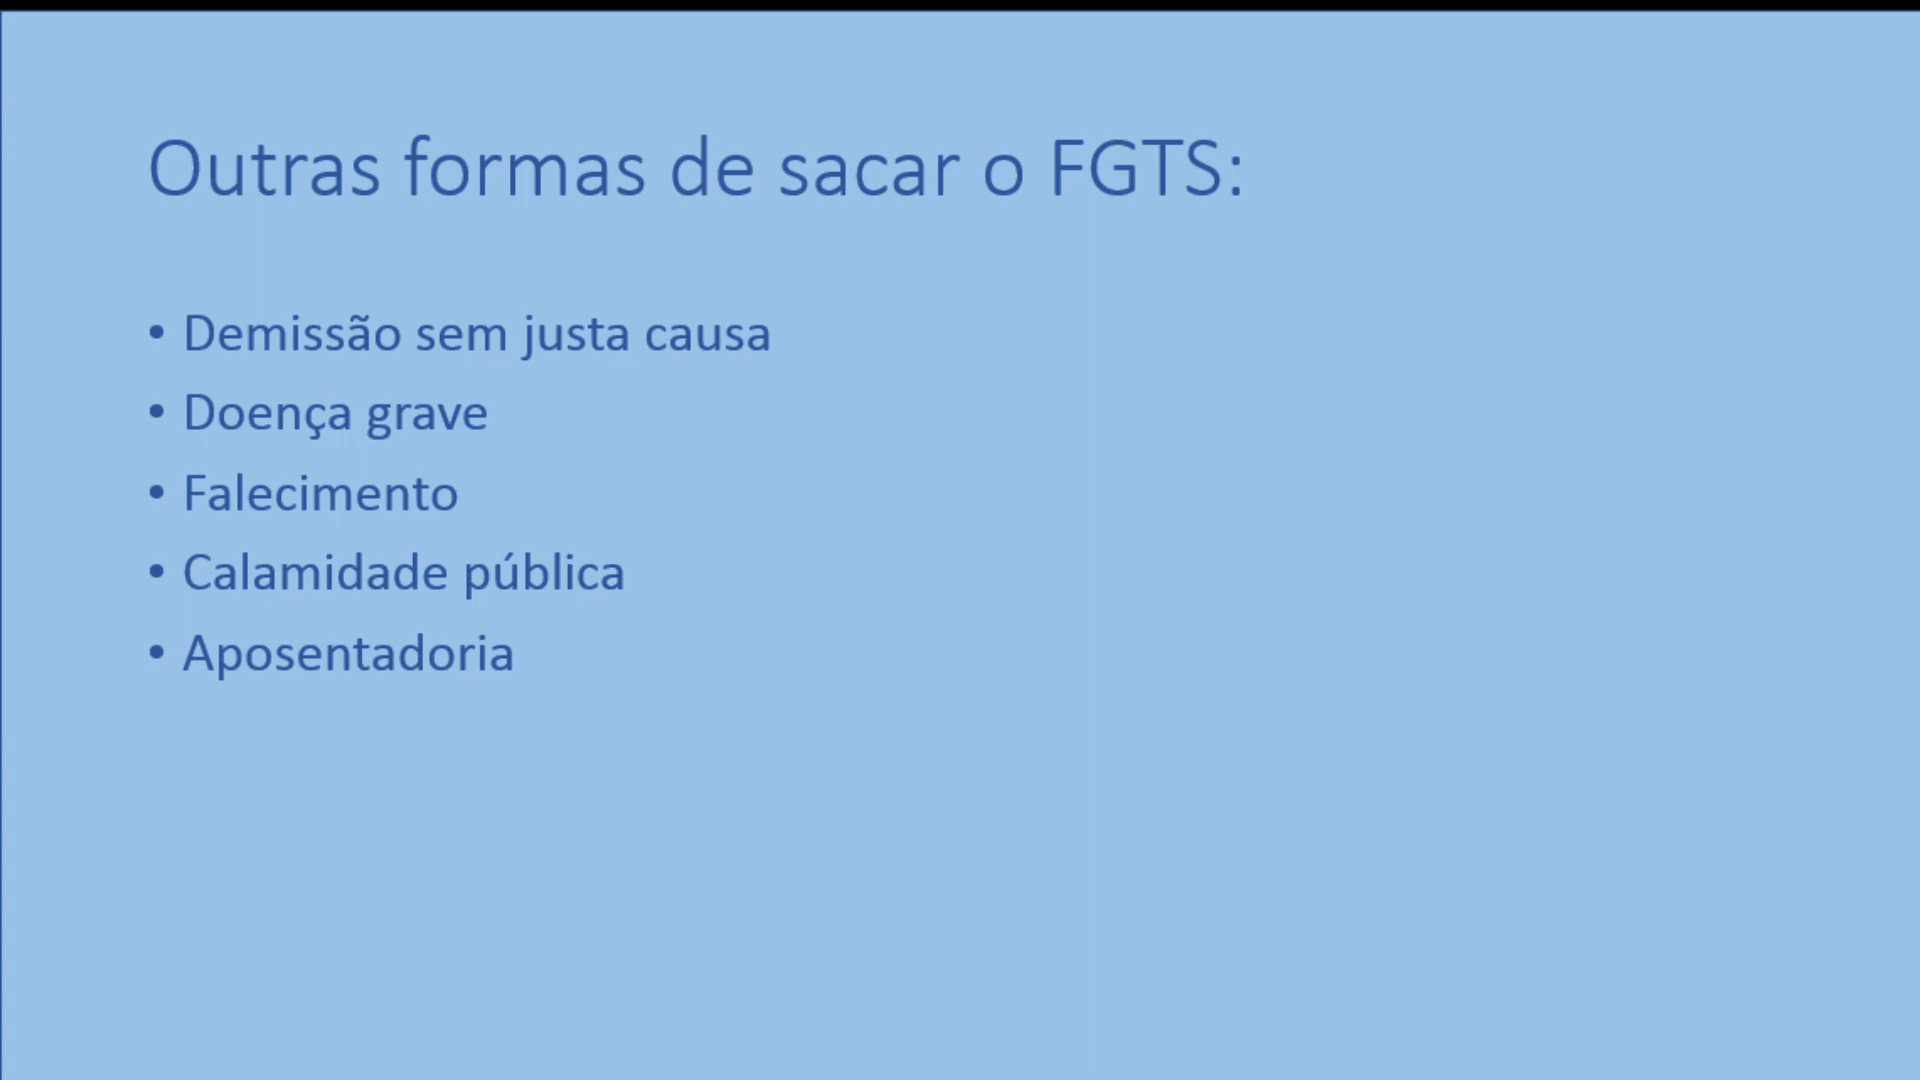 Outras formas de sacar o FGTS:
• Demissão sem justa causa
• Doença grave
• Falecimento
• Calamidade pública
• Aposentadoria